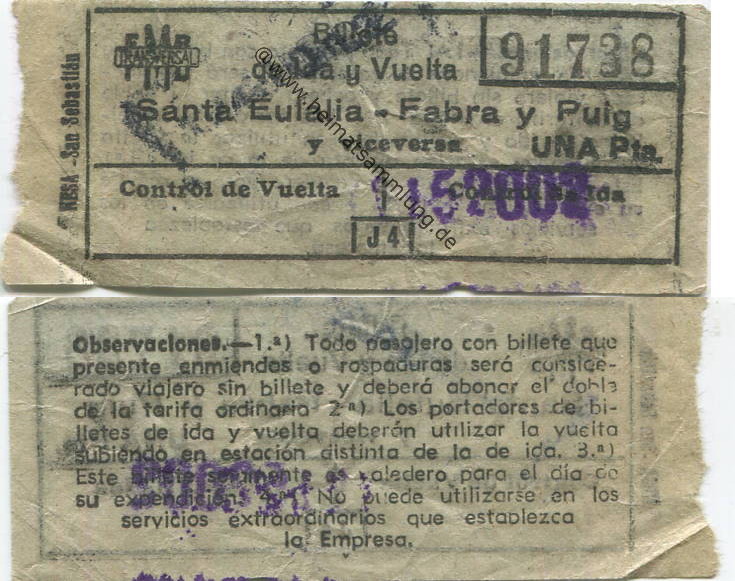 FMB
TRANSVERSAL
NESA - San Sebastián
Billete
de Ida y Vuelta
91738
Santa Eulalia - Fabra y Puig
y viceversa UNA Pta.
Control de Vuelta Control de Ida
J 4
@www.heimatsammlung.de
Observaciones.—1.ª) Todo pasajero con billete que
presente enmiendas o raspaduras será conside-
rado viajero sin billete y deberá abonar el doble
de la tarifa ordinaria 2.ª) Los portadores de bi-
lletes de ida y vuelta deberán utilizar la vuelta
subiendo en estación distinta de la de ida. 3.ª)
Este billete solamente es valedero para el día de
su expendición. 4.ª) No puede utilizarse en los
servicios extraordinarios que establezca
la Empresa.